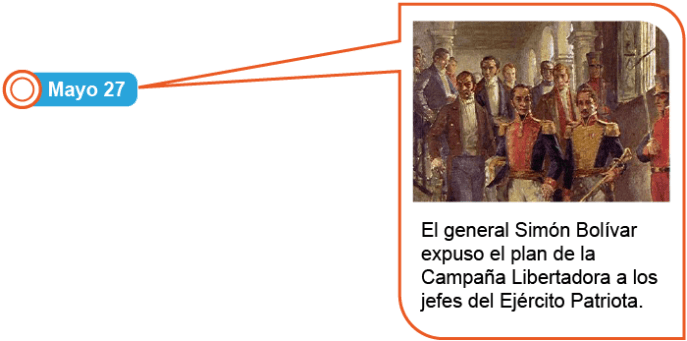 Mayo 27
El general Simón Bolívar
expuso el plan de la
Campaña Libertadora a los
jefes del Ejército Patriota.